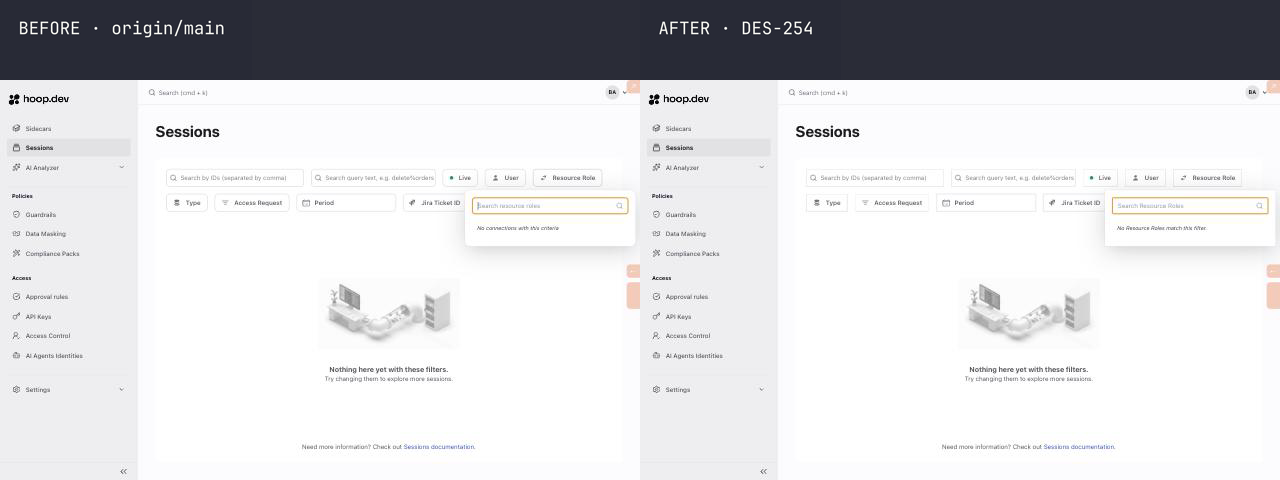 BEFORE · origin/main
AFTER · DES-254
hoop.dev
Search (cmd + k)
BA
Sidecars
Sessions
AI Analyzer
Policies
Guardrails
Data Masking
Compliance Packs
Access
Approval rules
API Keys
Access Control
AI Agents Identities
Settings
Sessions
Search by IDs (separated by comma)
Search query text, e.g. delete%orders
Live
User
Resource Role
Type
Access Request
Period
Jira Ticket ID
Search resource roles
No connections with this criteria
Nothing here yet with these filters.
Try changing them to explore more sessions.
Need more information? Check out Sessions documentation.
hoop.dev
Search (cmd + k)
BA
Sidecars
Sessions
AI Analyzer
Policies
Guardrails
Data Masking
Compliance Packs
Access
Approval rules
API Keys
Access Control
AI Agents Identities
Settings
Sessions
Search by IDs (separated by comma)
Search query text, e.g. delete%orders
Live
User
Resource Role
Type
Access Request
Period
Jira Ticket ID
Search Resource Roles
No Resource Roles match this filter.
Nothing here yet with these filters.
Try changing them to explore more sessions.
Need more information? Check out Sessions documentation.